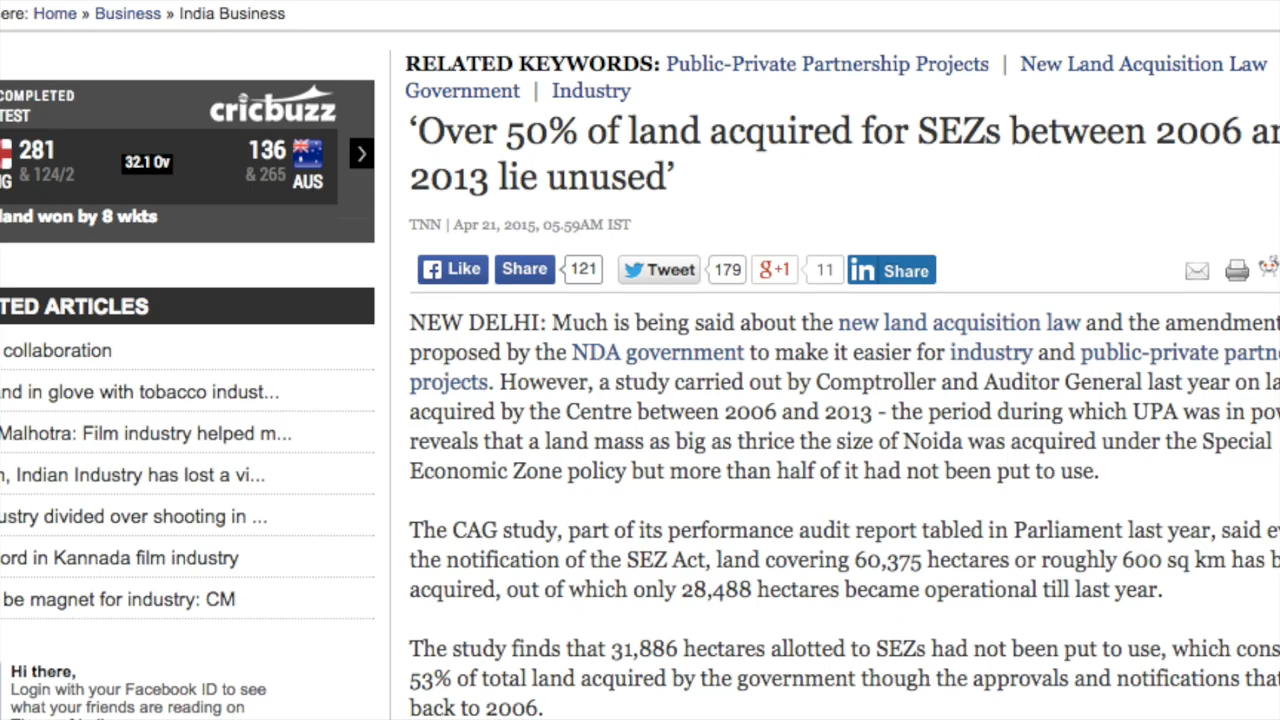 ere: Home » Business » India Business
COMPLETED
TEST
cricbuzz
281
& 124/2
32.1 Ov
136
& 265
AUS
NG
land won by 8 wkts
TED ARTICLES
collaboration
nd in glove with tobacco indust...
Malhotra: Film industry helped m...
n, Indian Industry has lost a vi...
ustry divided over shooting in ...
ord in Kannada film industry
be magnet for industry: CM
Hi there,
Login with your Facebook ID to see
what your friends are reading on
RELATED KEYWORDS: Public-Private Partnership Projects | New Land Acquisition Law
Government | Industry
‘Over 50% of land acquired for SEZs between 2006 an
2013 lie unused’
TNN | Apr 21, 2015, 05.59AM IST
Like Share 121 Tweet 179 g+1 11 in Share
NEW DELHI: Much is being said about the new land acquisition law and the amendment
proposed by the NDA government to make it easier for industry and public-private partne
projects. However, a study carried out by Comptroller and Auditor General last year on la
acquired by the Centre between 2006 and 2013 - the period during which UPA was in pow
reveals that a land mass as big as thrice the size of Noida was acquired under the Special
Economic Zone policy but more than half of it had not been put to use.
The CAG study, part of its performance audit report tabled in Parliament last year, said ev
the notification of the SEZ Act, land covering 60,375 hectares or roughly 600 sq km has b
acquired, out of which only 28,488 hectares became operational till last year.
The study finds that 31,886 hectares allotted to SEZs had not been put to use, which cons
53% of total land acquired by the government though the approvals and notifications that
back to 2006.